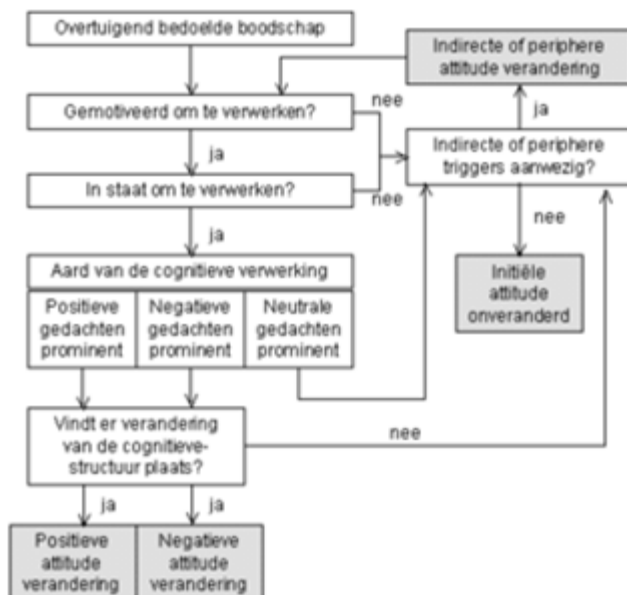 Overtuigend bedoelde boodschap
Indirecte of periphere
attitude verandering
Gemotiveerd om te verwerken?
nee
ja
ja
Indirecte of periphere
triggers aanwezig?
In staat om te verwerken?
nee
nee
ja
Aard van de cognitieve verwerking
Initiële
attitude
onveranderd
Positieve
gedachten
prominent
Negatieve
gedachten
prominent
Neutrale
gedachten
prominent
Vindt er verandering
van de cognitieve-
structuur plaats?
nee
ja
ja
Positieve
attitude
verandering
Negatieve
attitude
verandering